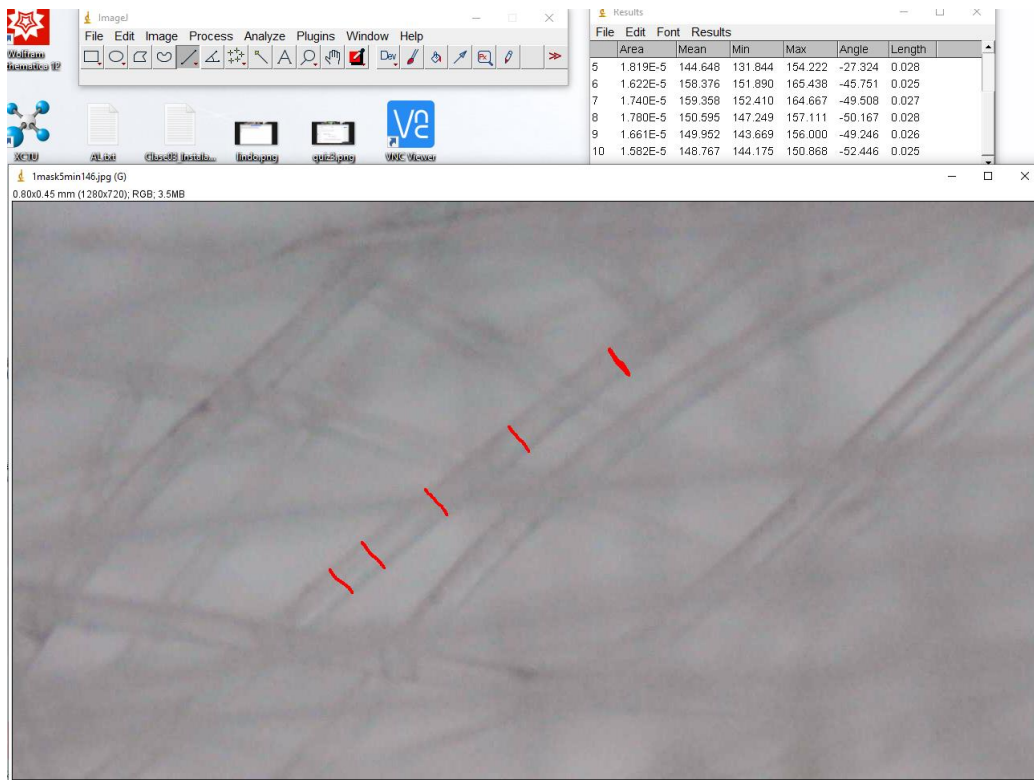 ImageJ
File Edit Image Process Analyze Plugins Window Help
Dev
Results
File Edit Font Results
Area Mean Min Max Angle Length
5 1.819E-5 144.648 131.844 154.222 -27.324 0.028
6 1.622E-5 158.376 151.890 165.438 -45.751 0.025
7 1.740E-5 159.358 152.410 164.667 -49.508 0.027
8 1.780E-5 150.595 147.249 157.111 -50.167 0.028
9 1.661E-5 149.952 143.669 156.000 -49.246 0.026
10 1.582E-5 148.767 144.175 150.868 -52.446 0.025
Wolfram
thematica 12
XCTU
AL.txt
Clase03 Instala...
lindo.png
quiz3.png
VNC Viewer
1mask5min146.jpg (G)
0.80x0.45 mm (1280x720); RGB; 3.5MB